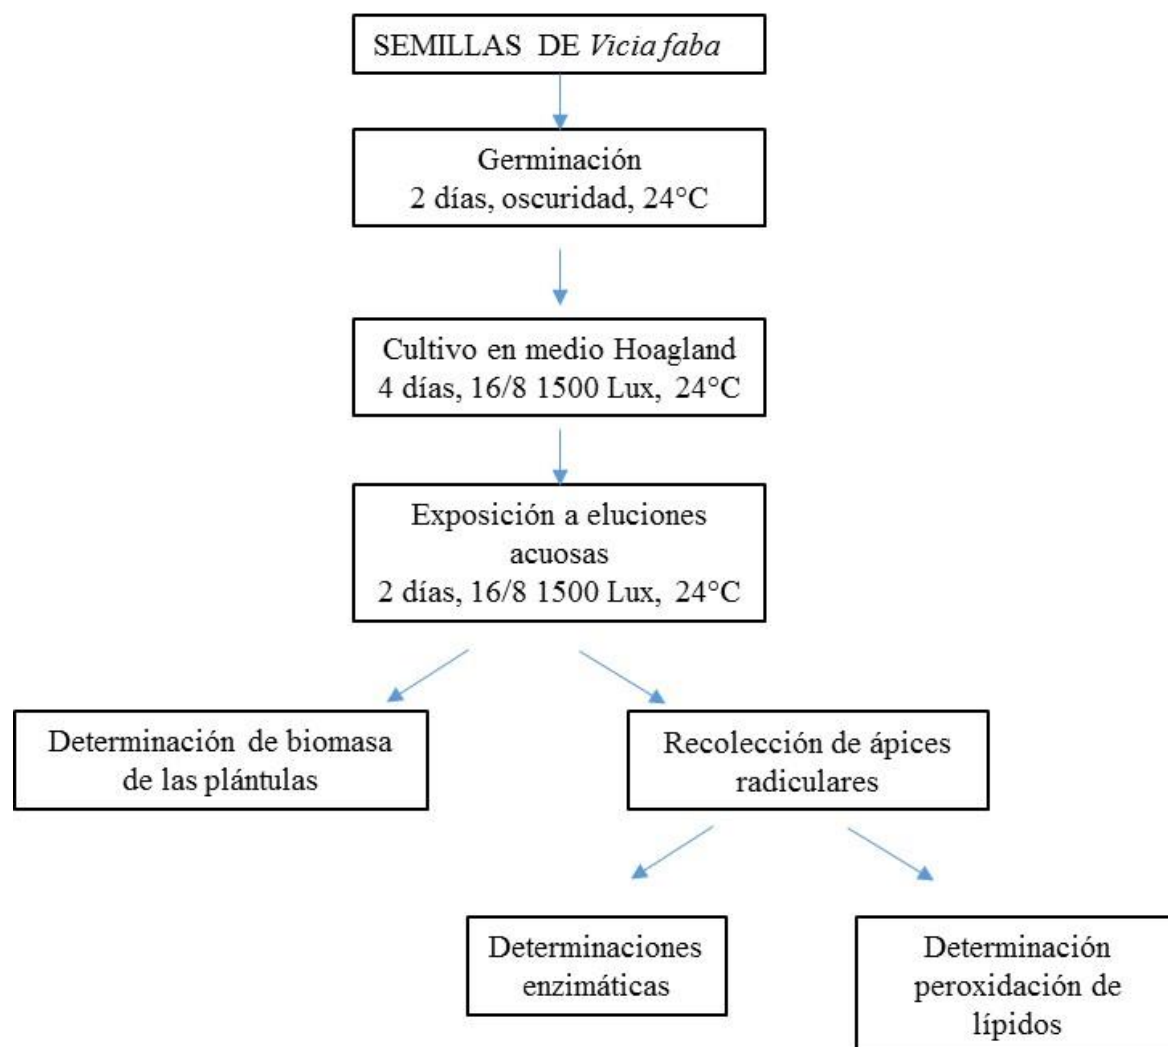 SEMILLAS DE Vicia faba
Germinación
2 días, oscuridad, 24°C
Cultivo en medio Hoagland
4 días, 16/8 1500 Lux, 24°C
Exposición a eluciones
acuosas
2 días, 16/8 1500 Lux, 24°C
Determinación de biomasa
de las plántulas
Recolección de ápices
radiculares
Determinaciones
enzimáticas
Determinación
peroxidación de
lípidos